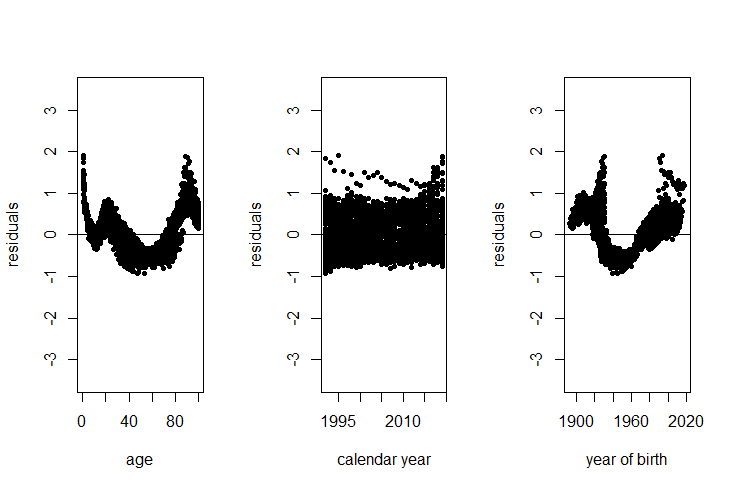 residuals
3
2
1
0
-1
-2
-3
0 40 80
age
residuals
3
2
1
0
-1
-2
-3
1995 2010
calendar year
residuals
3
2
1
0
-1
-2
-3
1900 1960 2020
year of birth